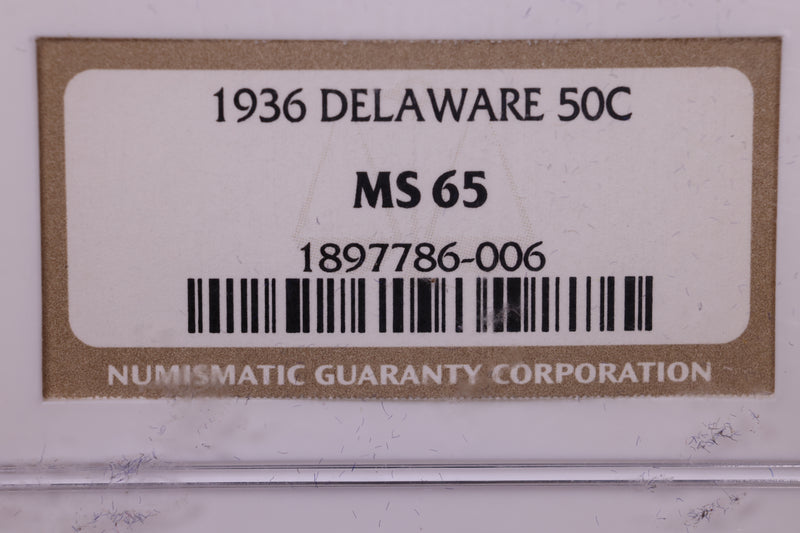 1936 DELAWARE 50C
MS 65
1897786-006
NUMISMATIC GUARANTY CORPORATION